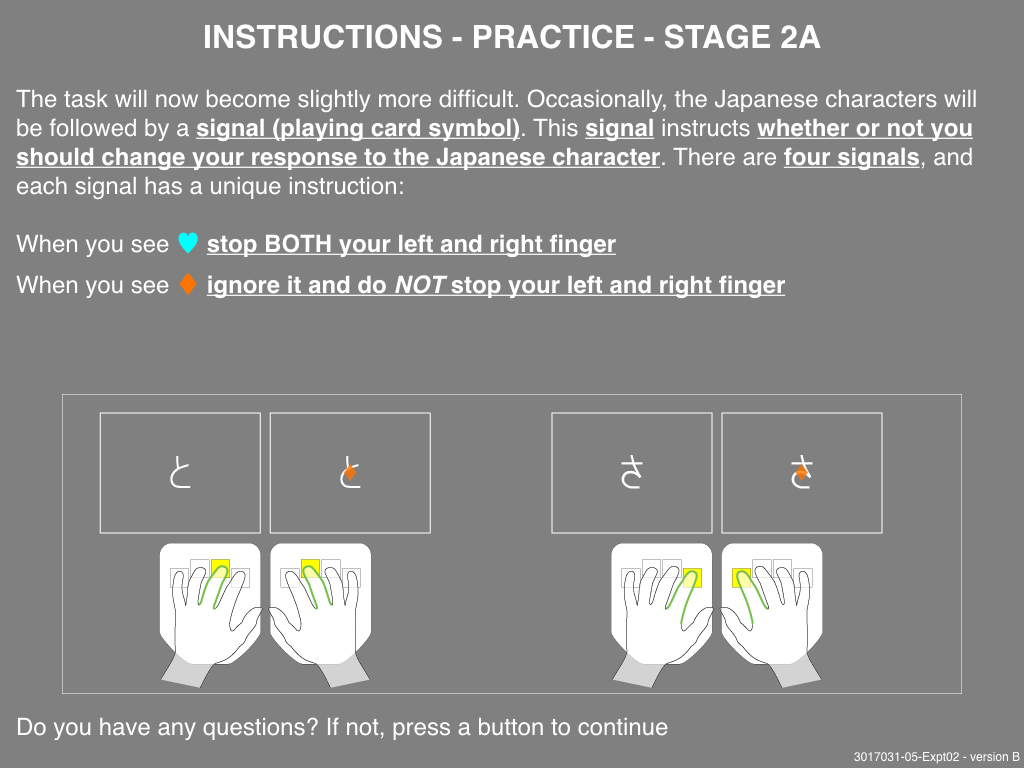 INSTRUCTIONS - PRACTICE - STAGE 2A
The task will now become slightly more difficult. Occasionally, the Japanese characters will
be followed by a signal (playing card symbol). This signal instructs whether or not you
should change your response to the Japanese character. There are four signals, and
each signal has a unique instruction:
When you see ♥ stop BOTH your left and right finger
When you see ♦ ignore it and do NOT stop your left and right finger
と と さ さ
Do you have any questions? If not, press a button to continue
3017031-05-Expt02 - version B